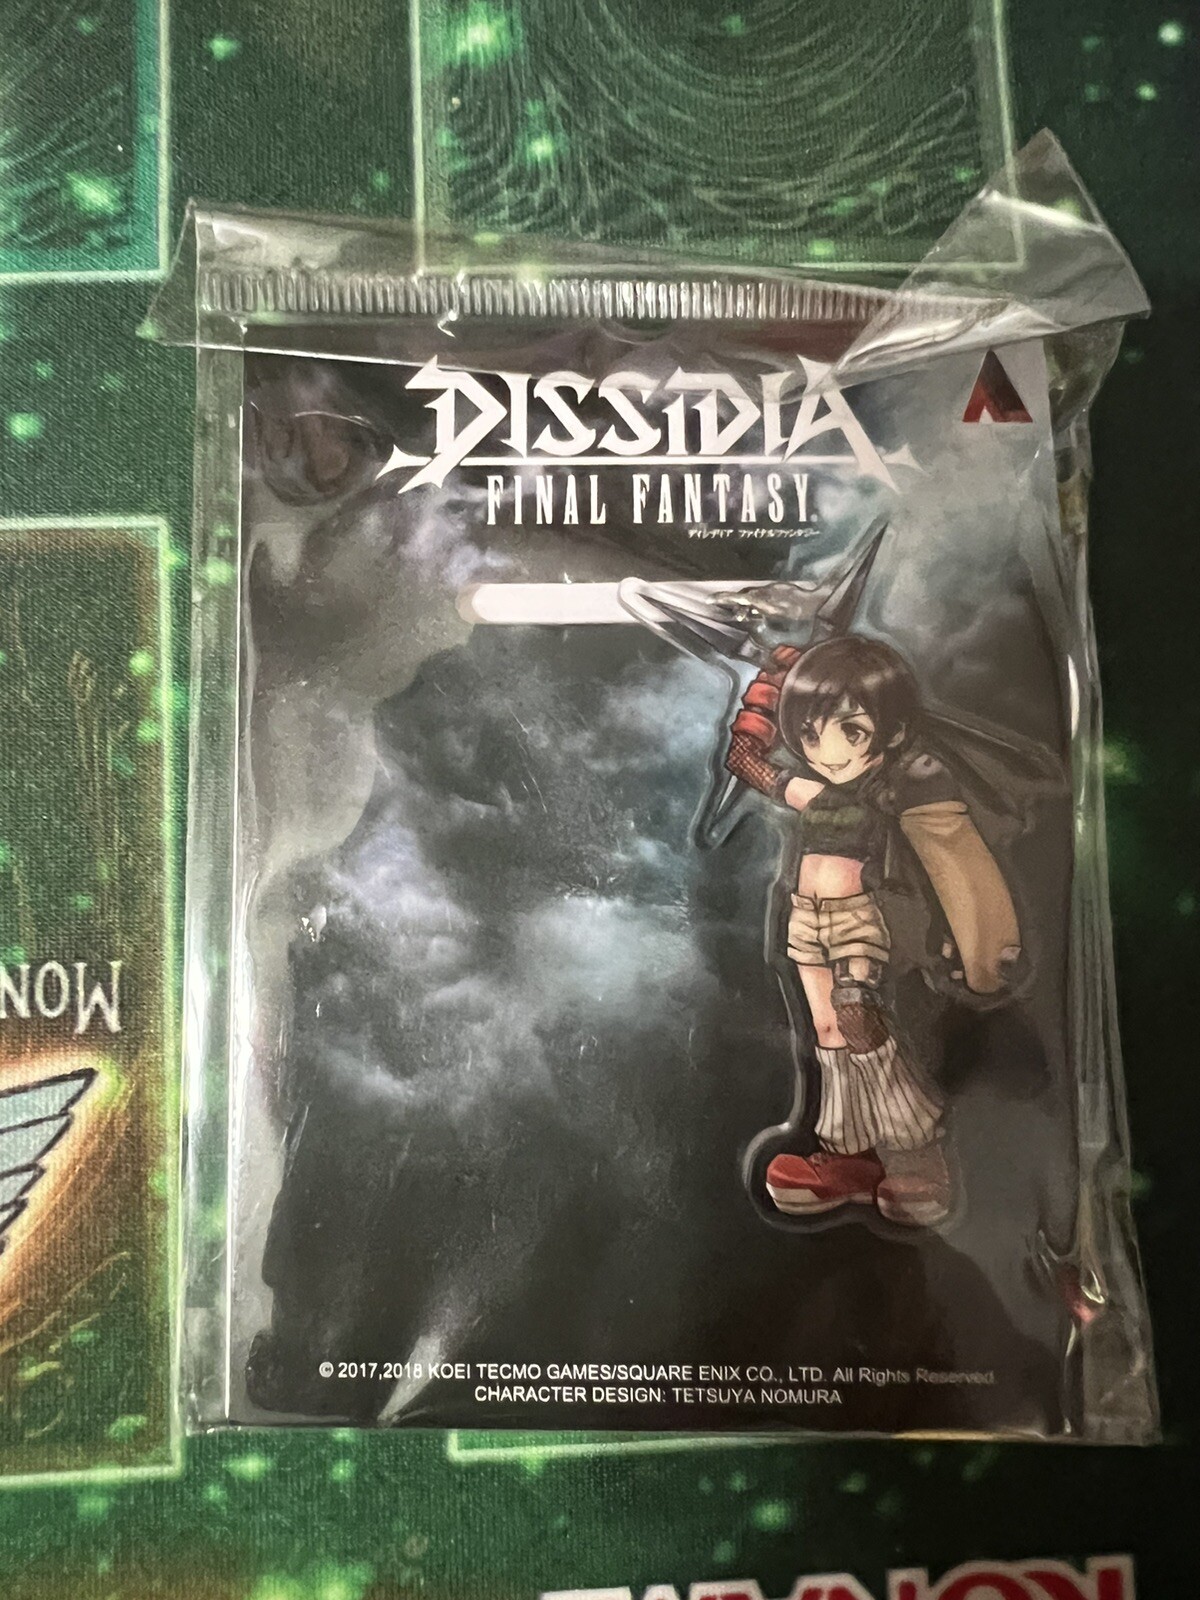 DISSIDIA
FINAL FANTASY®
ディシディア ファイナルファンタジー
MON
© 2017,2018 KOEI TECMO GAMES/SQUARE ENIX CO., LTD. All Rights Reserved.
CHARACTER DESIGN: TETSUYA NOMURA